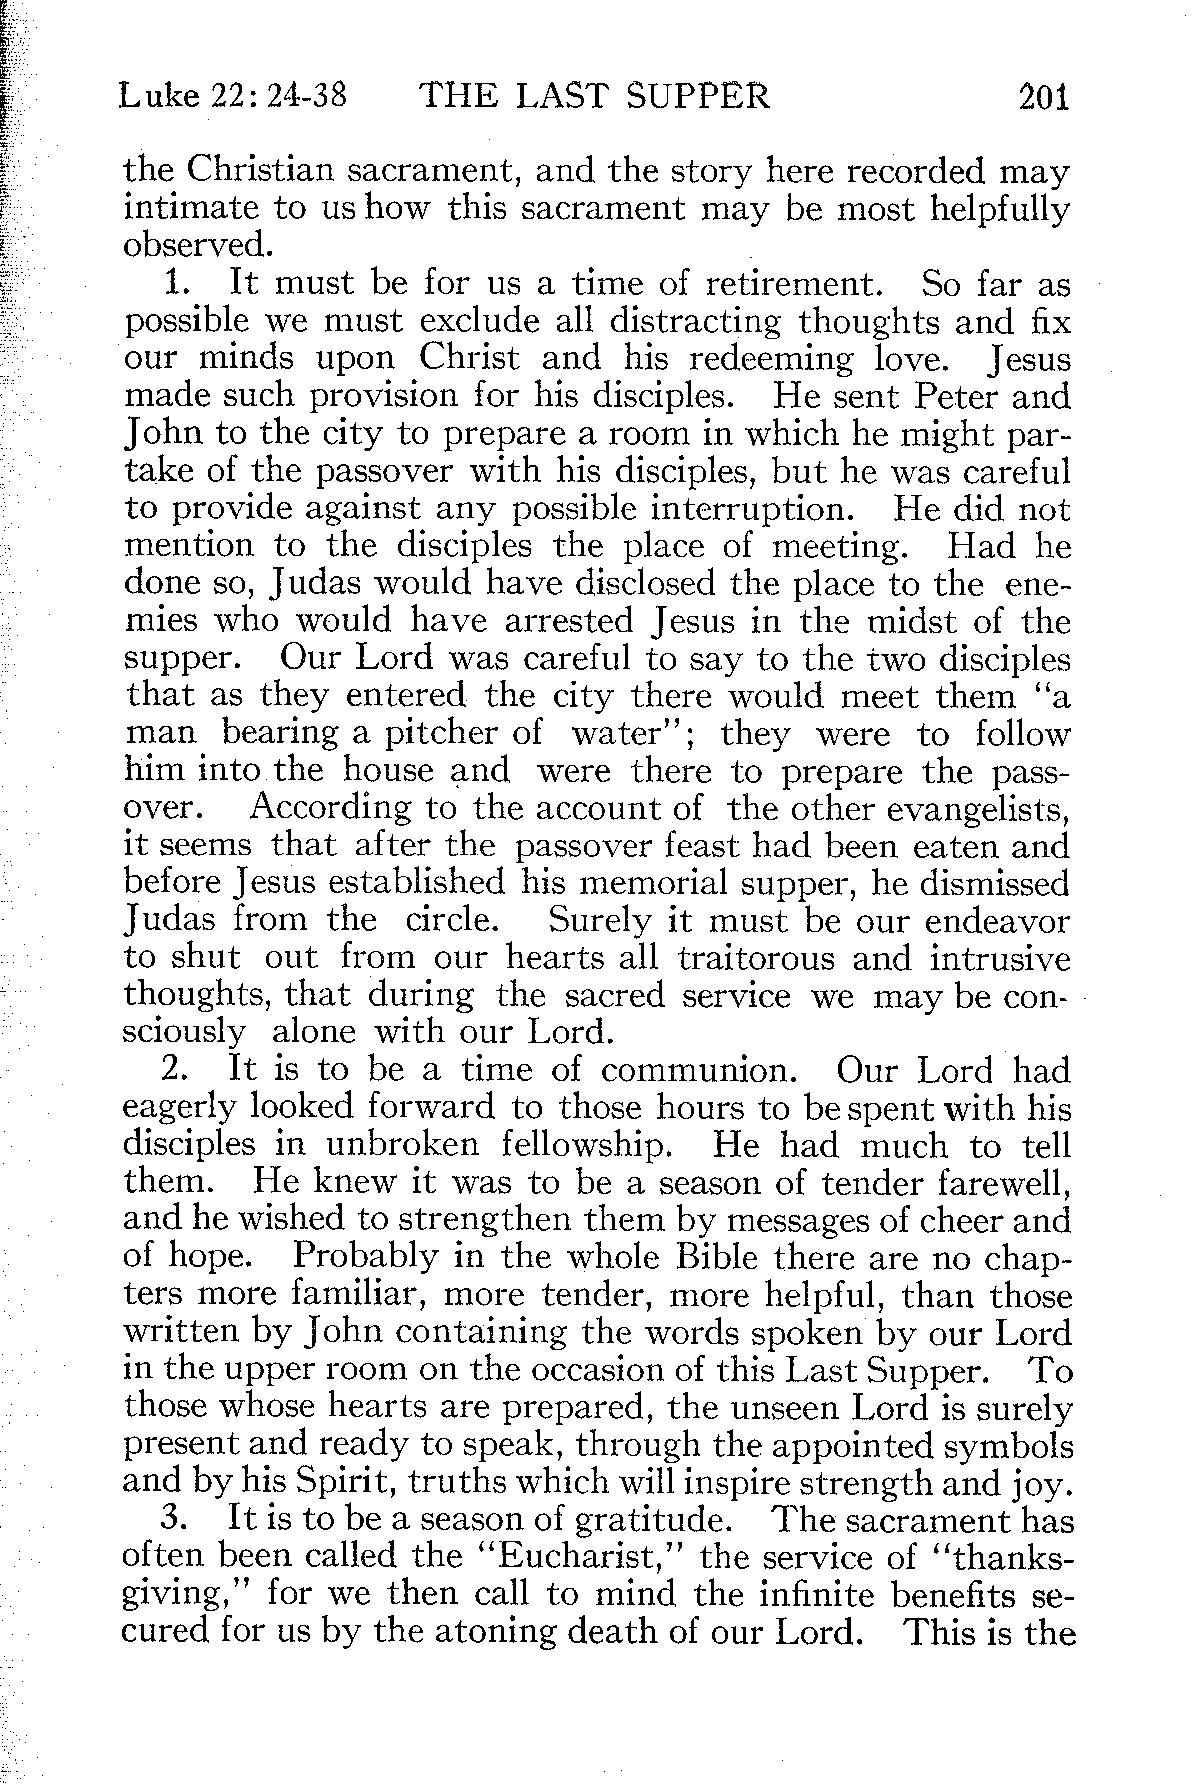 Luke 22: 24-38 THE LAST SUPPER 201
the Christian sacrament, and the story here recorded may
intimate to us how this sacrament may be most helpfully
observed.
1. It must be for us a time of retirement. So far as
possible we must exclude all distracting thoughts and fix
our minds upon Christ and his redeeming love. Jesus
made such provision for his disciples. He sent Peter and
John to the city to prepare a room in which he might par-
take of the passover with his disciples, but he was careful
to provide against any possible interruption. He did not
mention to the disciples the place of meeting. Had he
done so, Judas would have disclosed the place to the ene-
mies who would have arrested Jesus in the midst of the
supper. Our Lord was careful to say to the two disciples
that as they entered the city there would meet them "a
man bearing a pitcher of water"; they were to follow
him into the house and were there to prepare the pass-
over. According to the account of the other evangelists,
it seems that after the passover feast had been eaten and
before Jesus established his memorial supper, he dismissed
Judas from the circle. Surely it must be our endeavor
to shut out from our hearts all traitorous and intrusive
thoughts, that during the sacred service we may be con-
sciously alone with our Lord.
2. It is to be a time of communion. Our Lord had
eagerly looked forward to those hours to be spent with his
disciples in unbroken fellowship. He had much to tell
them. He knew it was to be a season of tender farewell,
and he wished to strengthen them by messages of cheer and
of hope. Probably in the whole Bible there are no chap-
ters more familiar, more tender, more helpful, than those
written by John containing the words spoken by our Lord
in the upper room on the occasion of this Last Supper. To
those whose hearts are prepared, the unseen Lord is surely
present and ready to speak, through the appointed symbols
and by his Spirit, truths which will inspire strength and joy.
3. It is to be a season of gratitude. The sacrament has
often been called the "Eucharist," the service of "thanks-
giving," for we then call to mind the infinite benefits se-
cured for us by the atoning death of our Lord. This is the